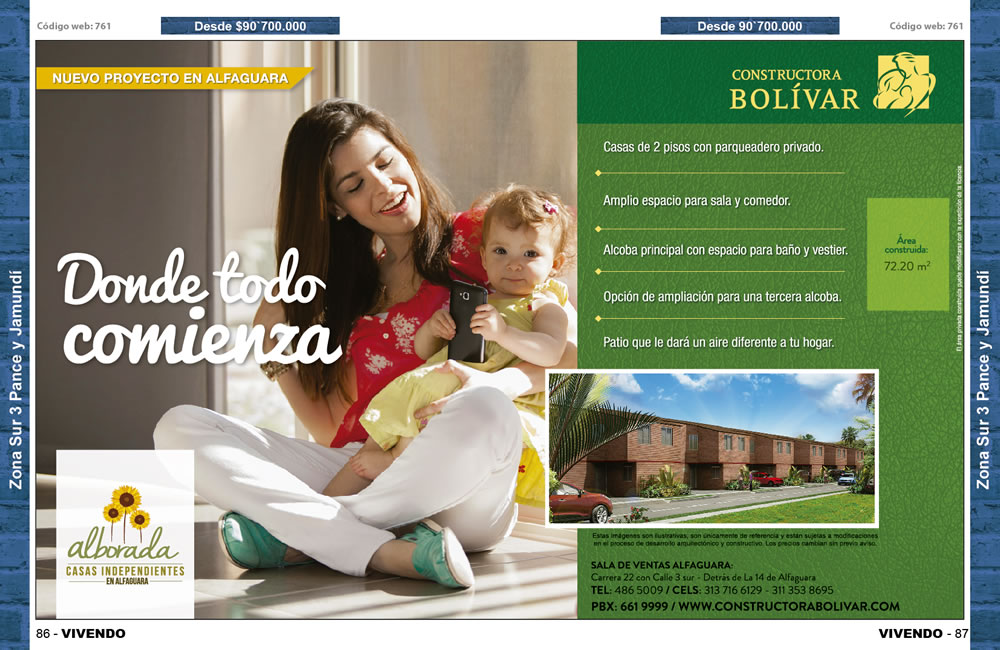 Código web: 761
Desde $90`700.000
NUEVO PROYECTO EN ALFAGUARA
Donde todo
comienza
alborada
CASAS INDEPENDIENTES
EN ALFAGUARA
Zona Sur 3 Pance y Jamundí
86 - VIVENDO
Desde 90`700.000
Código web: 761
CONSTRUCTORA
BOLÍVAR
Casas de 2 pisos con parqueadero privado.
Amplio espacio para sala y comedor.
Alcoba principal con espacio para baño y vestier.
Opción de ampliación para una tercera alcoba.
Patio que le dará un aire diferente a tu hogar.
Área
construida:
72.20 m²
El área privada construida puede modificarse con la expedición de la licencia.
Estas imágenes son ilustrativas, son únicamente de referencia y están sujetas a modificaciones
en el proceso de desarrollo arquitectónico y constructivo. Los precios cambian sin previo aviso.
SALA DE VENTAS ALFAGUARA:
Carrera 22 con Calle 3 sur - Detrás de La 14 de Alfaguara
TEL: 486 5009 / CELS: 313 716 6129 - 311 353 8695
PBX: 661 9999 / WWW.CONSTRUCTORABOLIVAR.COM
Zona Sur 3 Pance y Jamundí
VIVENDO - 87